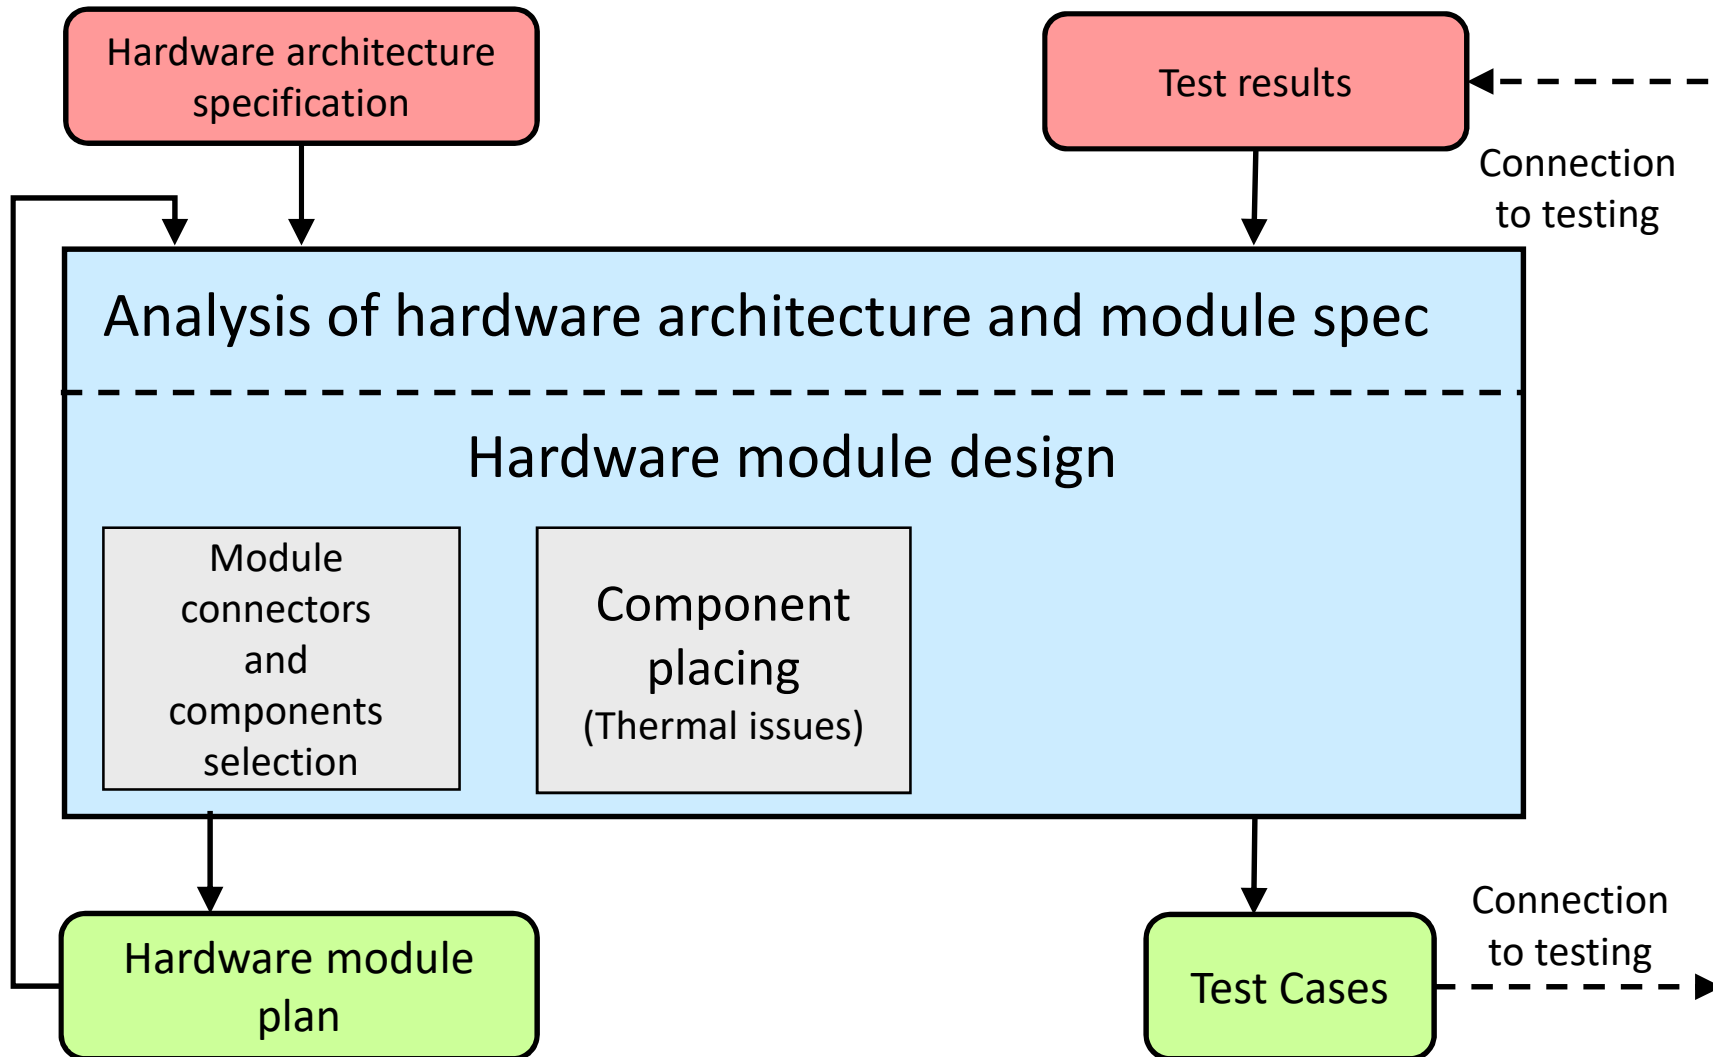 Hardware architecture
specification
Test results
Connection
to testing
Analysis of hardware architecture and module spec
Hardware module design
Module
connectors
and
components
selection
Component
placing
(Thermal issues)
Hardware module
plan
Test Cases
Connection
to testing